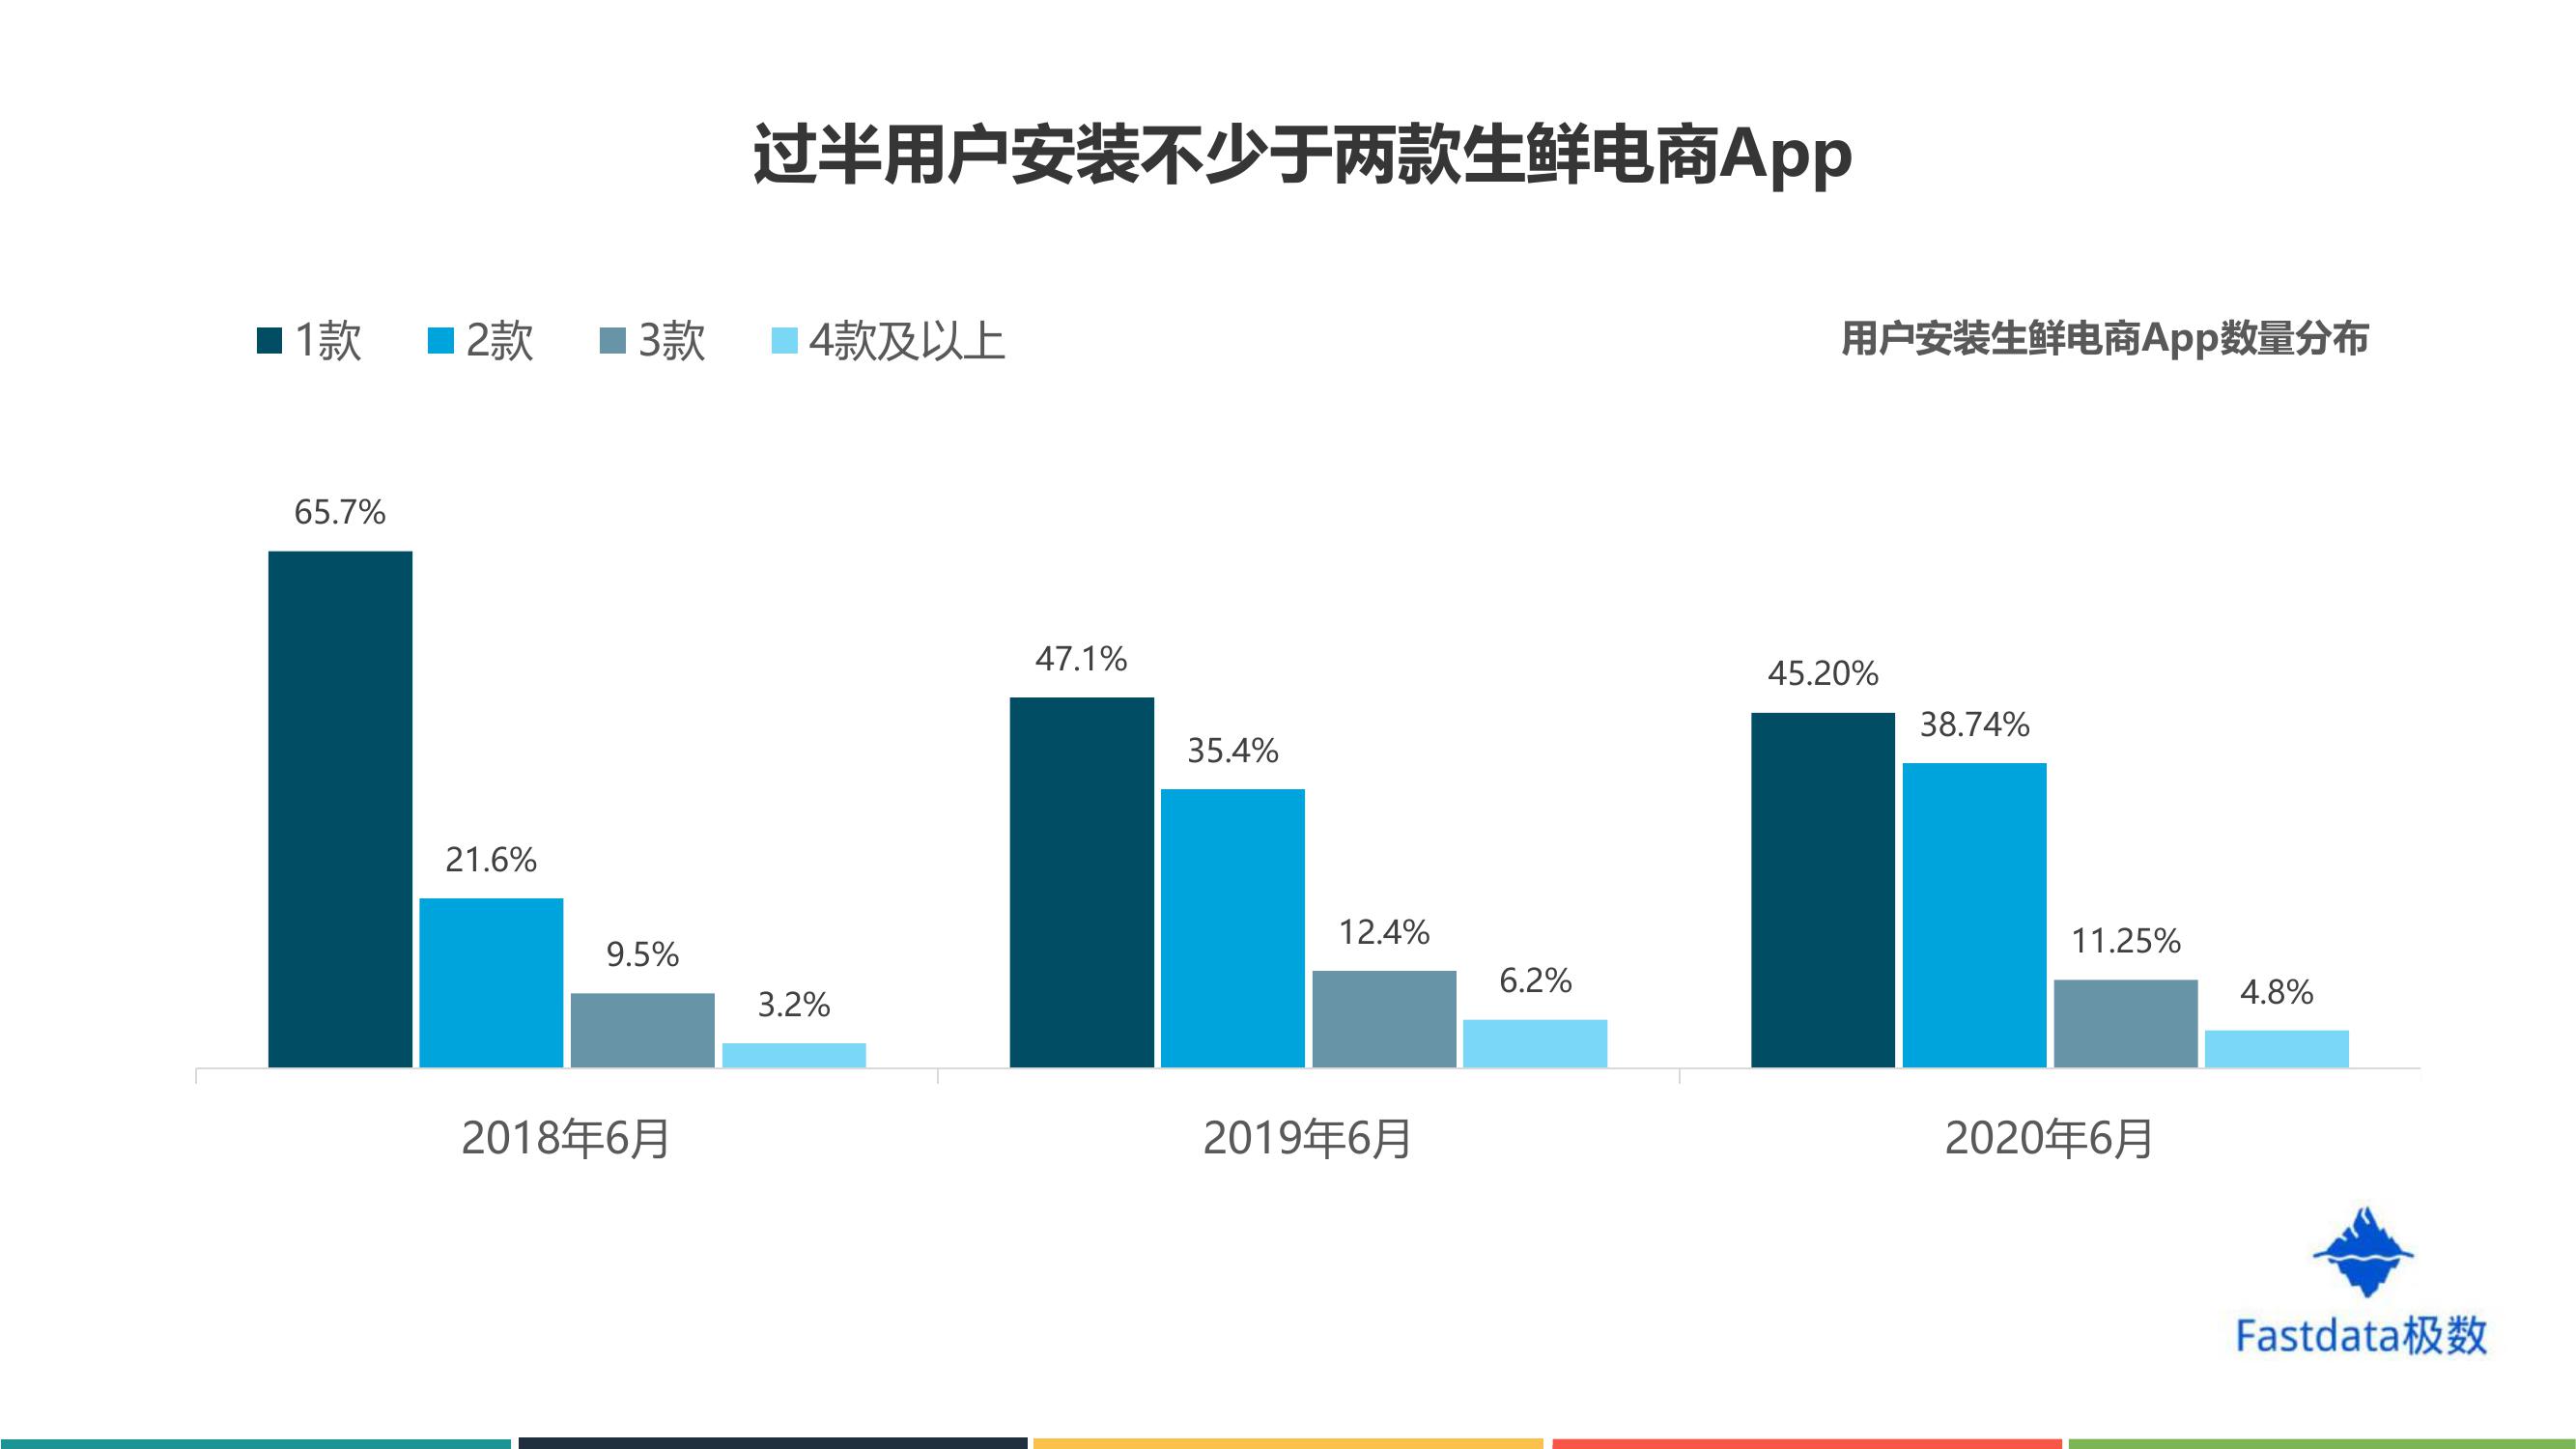 过半用户安装不少于两款生鲜电商App
1款 2款 3款 4款及以上
用户安装生鲜电商App数量分布
65.7% 21.6% 9.5% 3.2%
47.1% 35.4% 12.4% 6.2%
45.20% 38.74% 11.25% 4.8%
2018年6月 2019年6月 2020年6月
Fastdata极数